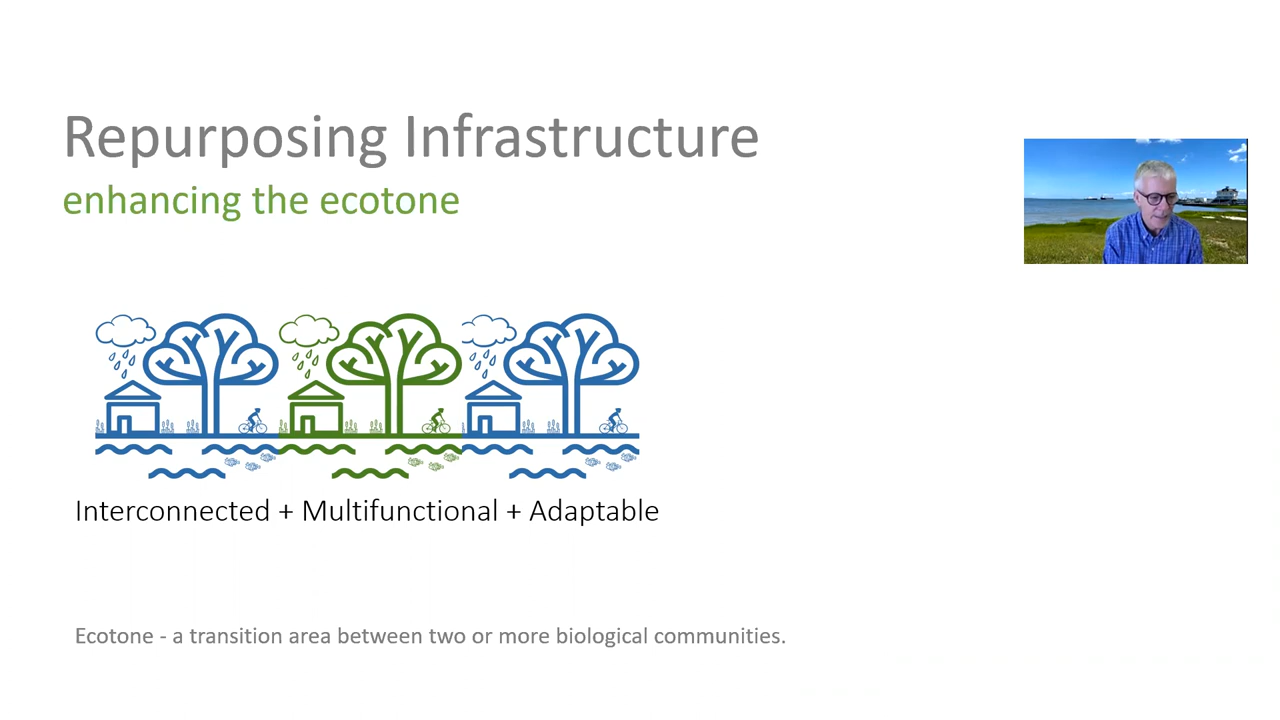 Repurposing Infrastructure
enhancing the ecotone
Interconnected + Multifunctional + Adaptable
Ecotone - a transition area between two or more biological communities.